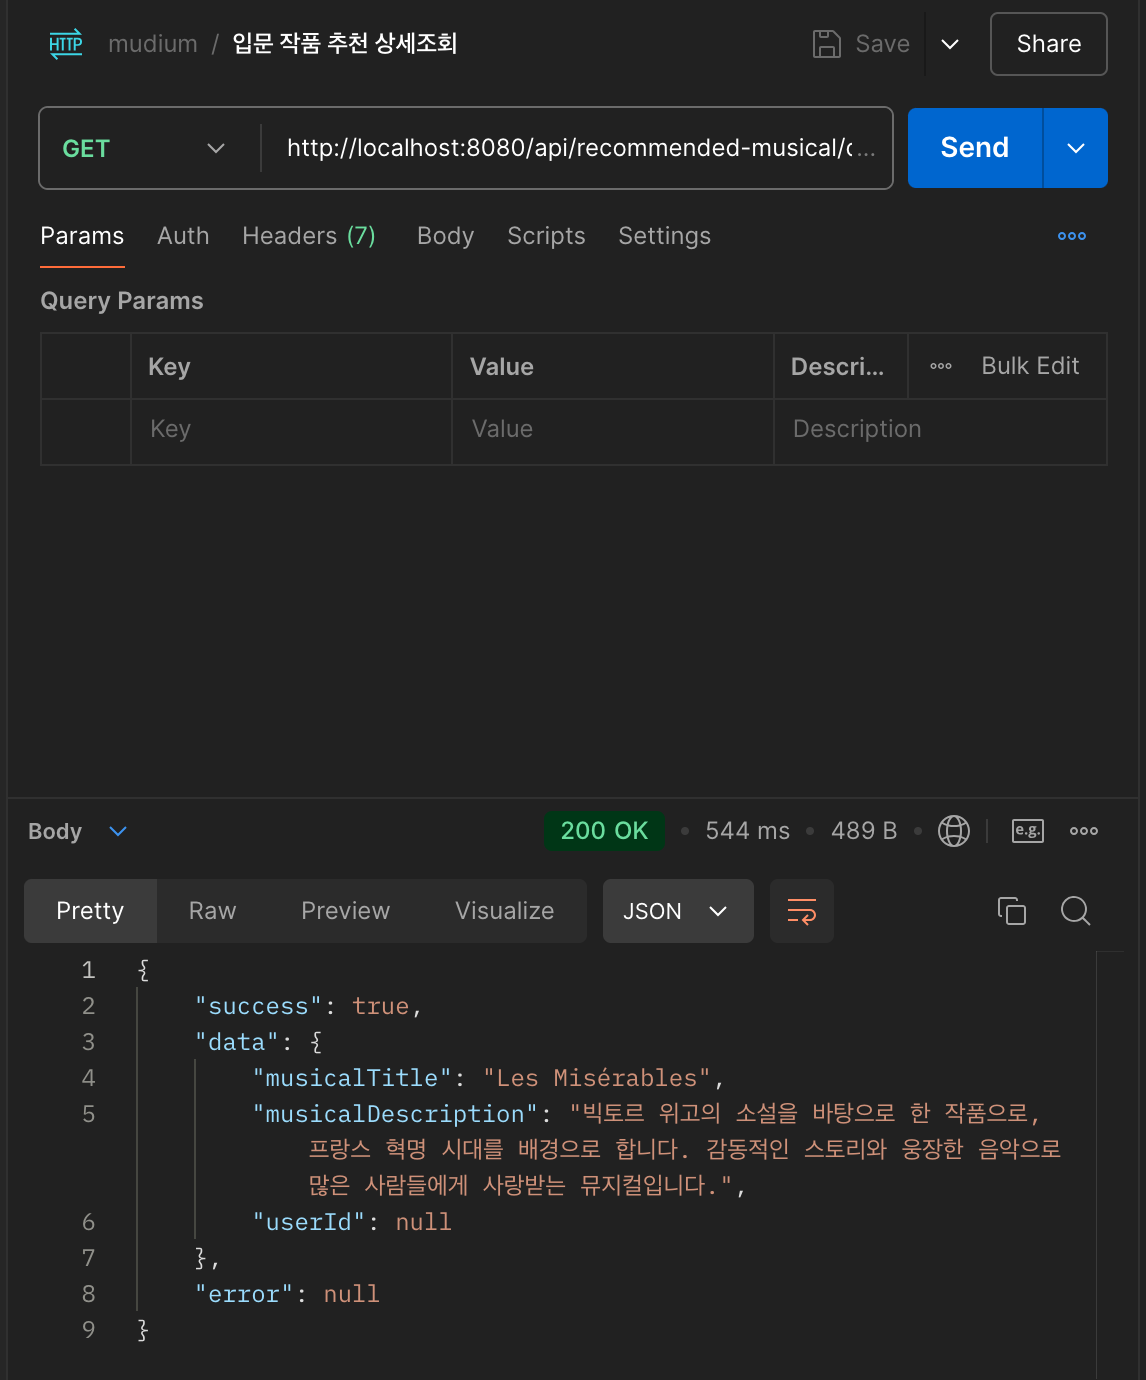 HTTP mudium / 입문 작품 추천 상세조회 Save Share
GET http://localhost:8080/api/recommended-musical/c... Send
Params Auth Headers (7) Body Scripts Settings
Query Params
Key Value Descri... Bulk Edit
Key Value Description
Body 200 OK 544 ms 489 B e.g.
Pretty Raw Preview Visualize JSON
1 {
2 "success": true,
3 "data": {
4 "musicalTitle": "Les Misérables",
5 "musicalDescription": "빅토르 위고의 소설을 바탕으로 한 작품으로,
프랑스 혁명 시대를 배경으로 합니다. 감동적인 스토리와 웅장한 음악으로
많은 사람들에게 사랑받는 뮤지컬입니다.",
6 "userId": null
7 },
8 "error": null
9 }